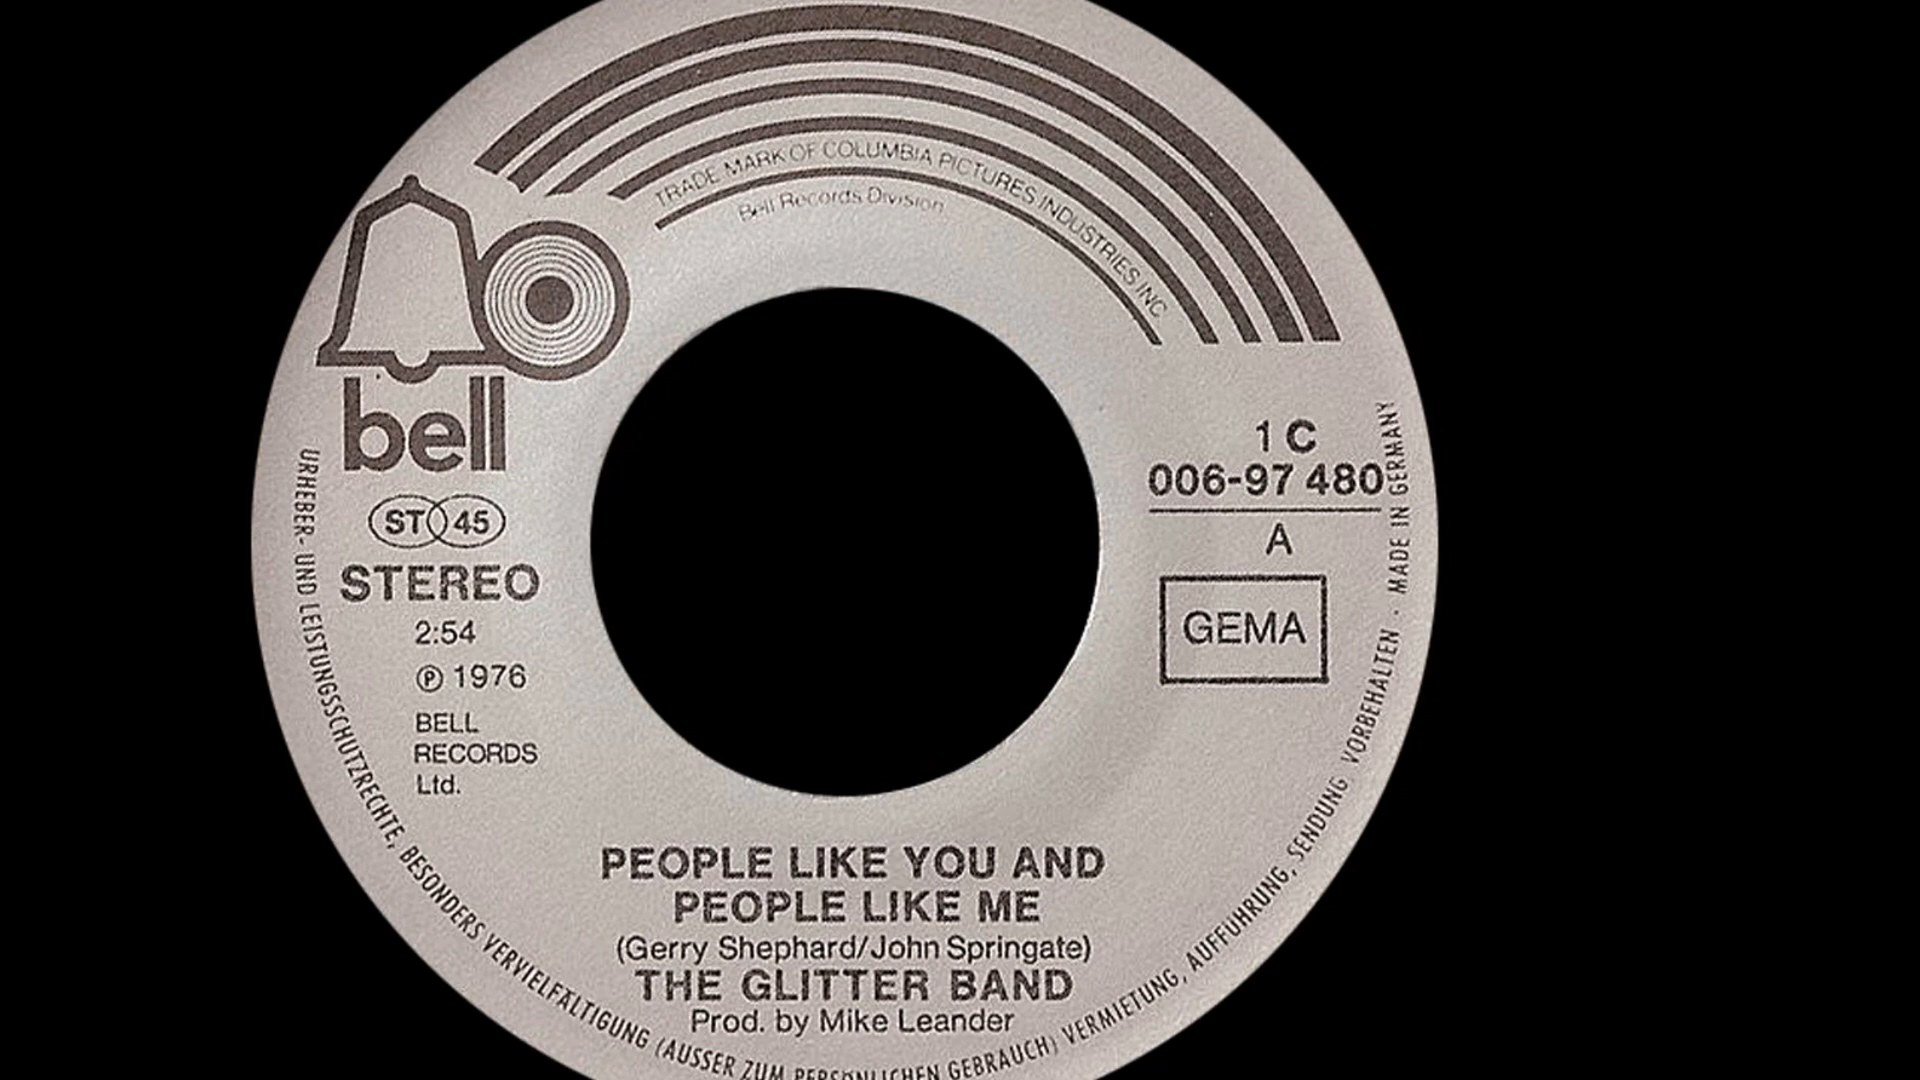 TRADE MARK OF COLUMBIA PICTURES INDUSTRIES INC
Bell Records Division
bell
ST 45
STEREO
2:54
℗ 1976
BELL
RECORDS
Ltd.
1 C
006-97 480
A
GEMA
PEOPLE LIKE YOU AND
PEOPLE LIKE ME
(Gerry Shephard/John Springate)
THE GLITTER BAND
Prod. by Mike Leander
URHEBER- UND LEISTUNGSSCHUTZRECHTE, BESONDERS VERVIELFÄLTIGUNG (AUSSER ZUM PERSÖNLICHEN GEBRAUCH) VERMIETUNG, AUFFÜHRUNG, SENDUNG VORBEHALTEN · MADE IN GERMANY